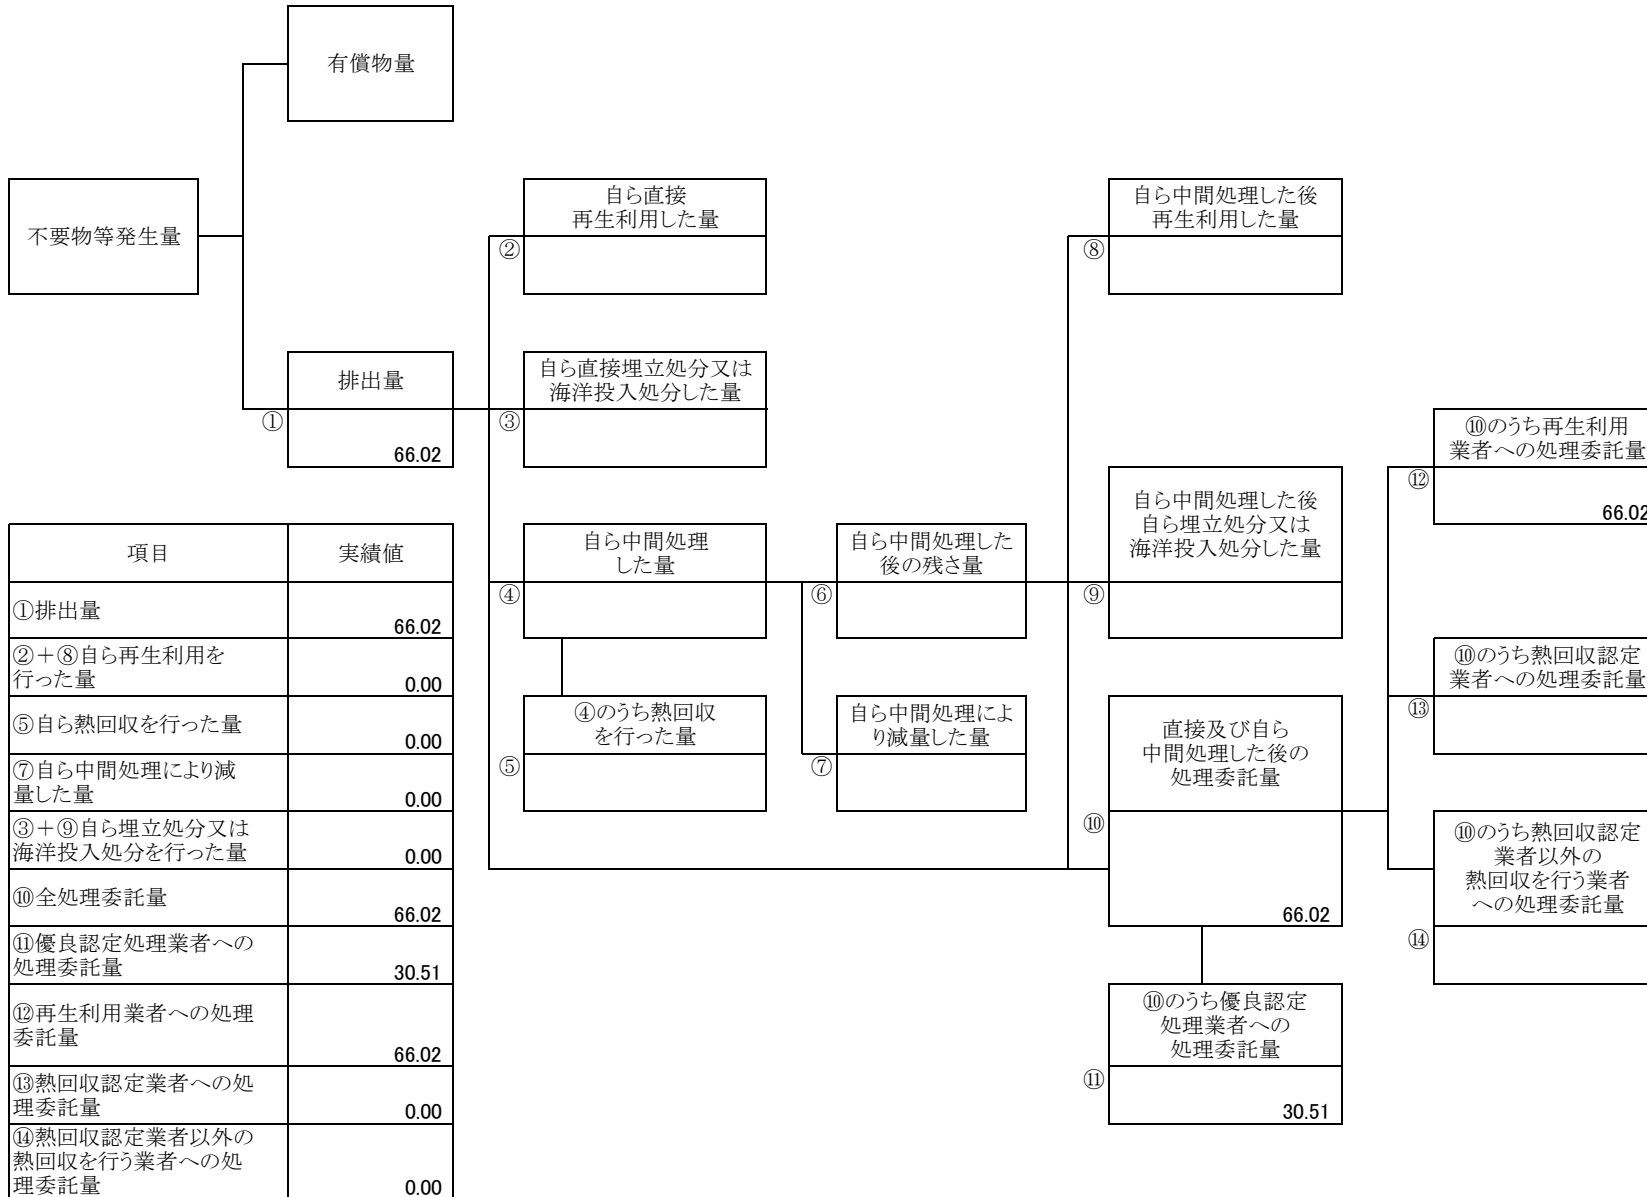 有償物量
不要物等発生量
自ら直接
再生利用した量
②
自ら中間処理した後
再生利用した量
⑧
排出量
①
66.02
自ら直接埋立処分又は
海洋投入処分した量
③
⑩のうち再生利用
業者への処理委託量
⑫
66.02
自ら中間処理
した量
④
自ら中間処理した
後の残さ量
⑥
自ら中間処理した後
自ら埋立処分又は
海洋投入処分した量
⑨
⑩のうち熱回収認定
業者への処理委託量
⑬
④のうち熱回収
を行った量
⑤
自ら中間処理によ
り減量した量
⑦
直接及び自ら
中間処理した後の
処理委託量
⑩
66.02
⑩のうち熱回収認定
業者以外の
熱回収を行う業者
への処理委託量
⑭
⑩のうち優良認定
処理業者への
処理委託量
⑪
30.51
項目 実績値
①排出量 66.02
②+⑧自ら再生利用を
行った量 0.00
⑤自ら熱回収を行った量 0.00
⑦自ら中間処理により減
量した量 0.00
③+⑨自ら埋立処分又は
海洋投入処分を行った量 0.00
⑩全処理委託量 66.02
⑪優良認定処理業者への
処理委託量 30.51
⑫再生利用業者への処理
委託量 66.02
⑬熱回収認定業者への処
理委託量 0.00
⑭熱回収認定業者以外の
熱回収を行う業者への処
理委託量 0.00